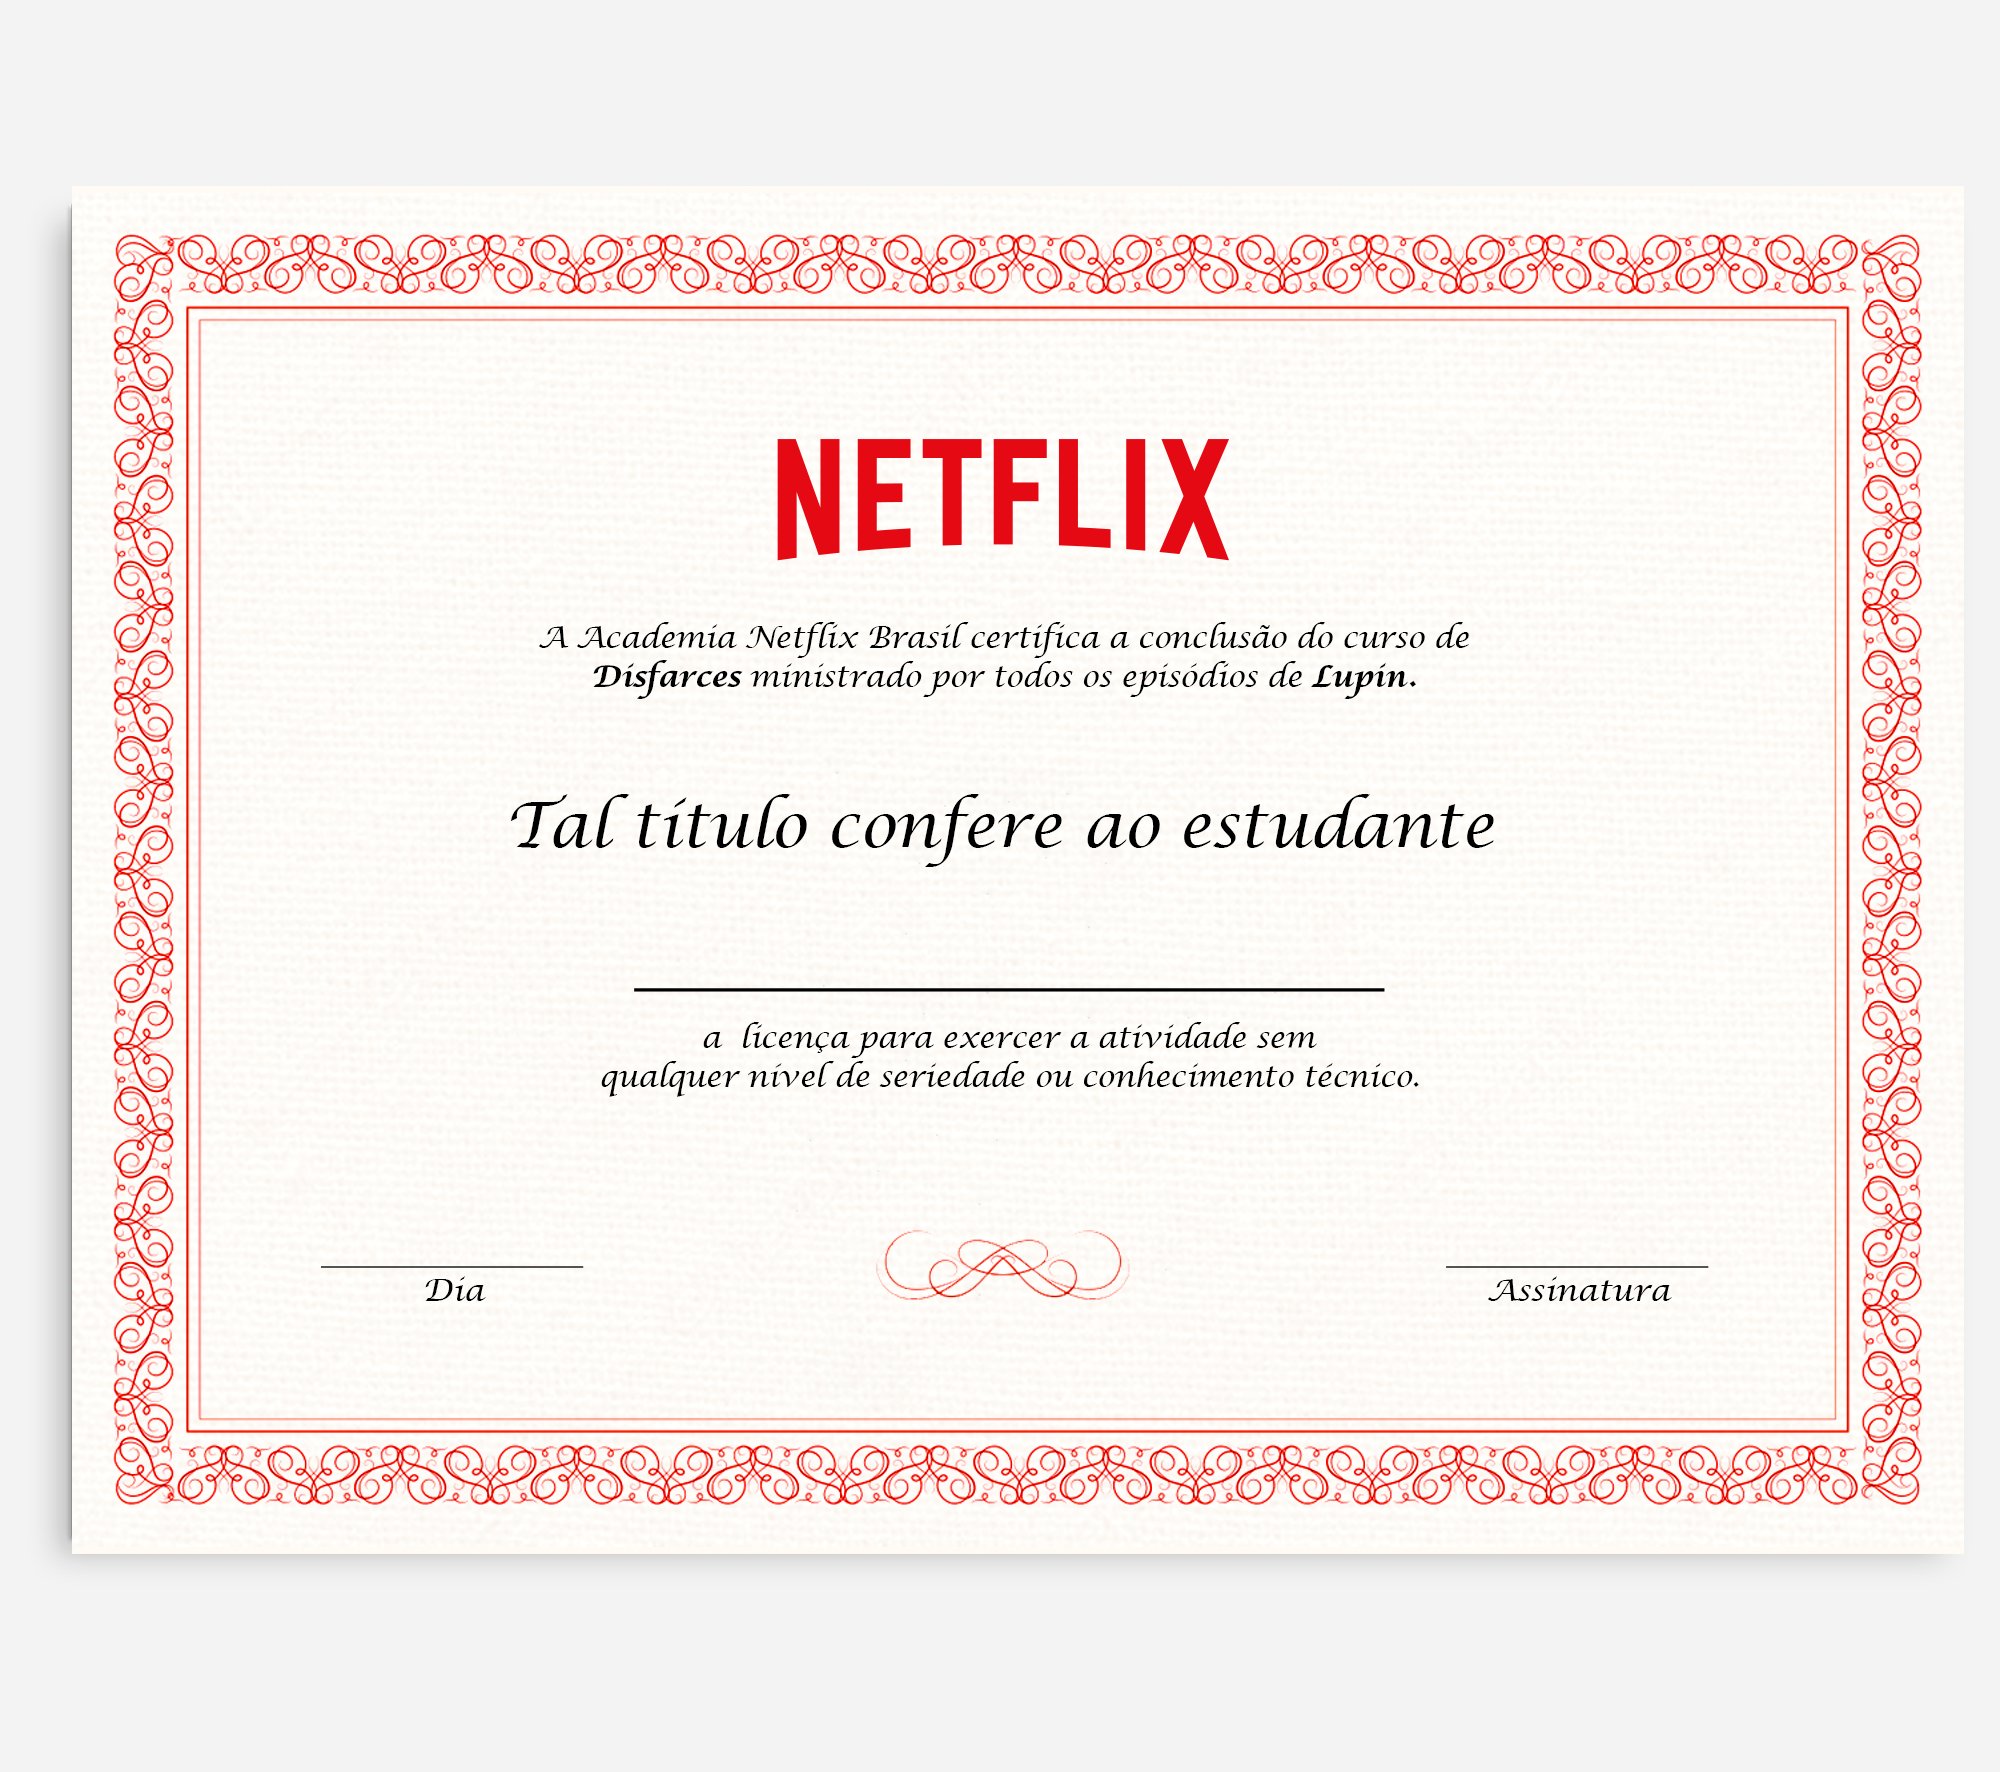 NETFLIX
A Academia Netflix Brasil certifica a conclusão do curso de
Disfarces ministrado por todos os episódios de Lupin.
Tal título confere ao estudante
a licença para exercer a atividade sem
qualquer nível de seriedade ou conhecimento técnico.
Dia
Assinatura